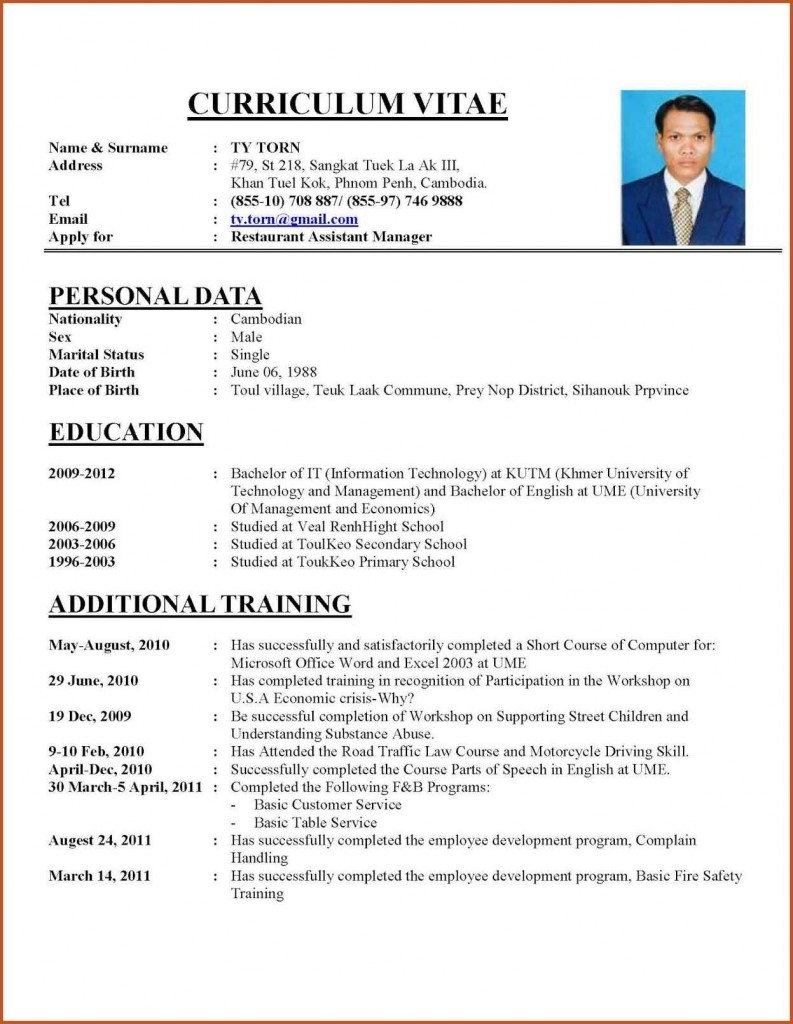 CURRICULUM VITAE
Name & Surname : TY TORN
Address : #79, St 218, Sangkat Tuek La Ak III,
Khan Tuel Kok, Phnom Penh, Cambodia.
Tel : (855-10) 708 887/ (855-97) 746 9888
Email : ty.torn@gmail.com
Apply for : Restaurant Assistant Manager
PERSONAL DATA
Nationality : Cambodian
Sex : Male
Marital Status : Single
Date of Birth : June 06, 1988
Place of Birth : Toul village, Teuk Laak Commune, Prey Nop District, Sihanouk Prpvince
EDUCATION
2009-2012 : Bachelor of IT (Information Technology) at KUTM (Khmer University of
Technology and Management) and Bachelor of English at UME (University
Of Management and Economics)
2006-2009 : Studied at Veal RenhHight School
2003-2006 : Studied at ToulKeo Secondary School
1996-2003 : Studied at ToukKeo Primary School
ADDITIONAL TRAINING
May-August, 2010 : Has successfully and satisfactorily completed a Short Course of Computer for:
Microsoft Office Word and Excel 2003 at UME
29 June, 2010 : Has completed training in recognition of Participation in the Workshop on
U.S.A Economic crisis-Why?
19 Dec, 2009 : Be successful completion of Workshop on Supporting Street Children and
Understanding Substance Abuse.
9-10 Feb, 2010 : Has Attended the Road Traffic Law Course and Motorcycle Driving Skill.
April-Dec, 2010 : Successfully completed the Course Parts of Speech in English at UME.
30 March-5 April, 2011 : Completed the Following F&B Programs:
- Basic Customer Service
- Basic Table Service
Augest 24, 2011 : Has successfully completed the employee development program, Complain
Handling
March 14, 2011 : Has successfully completed the employee development program, Basic Fire Safety
Training